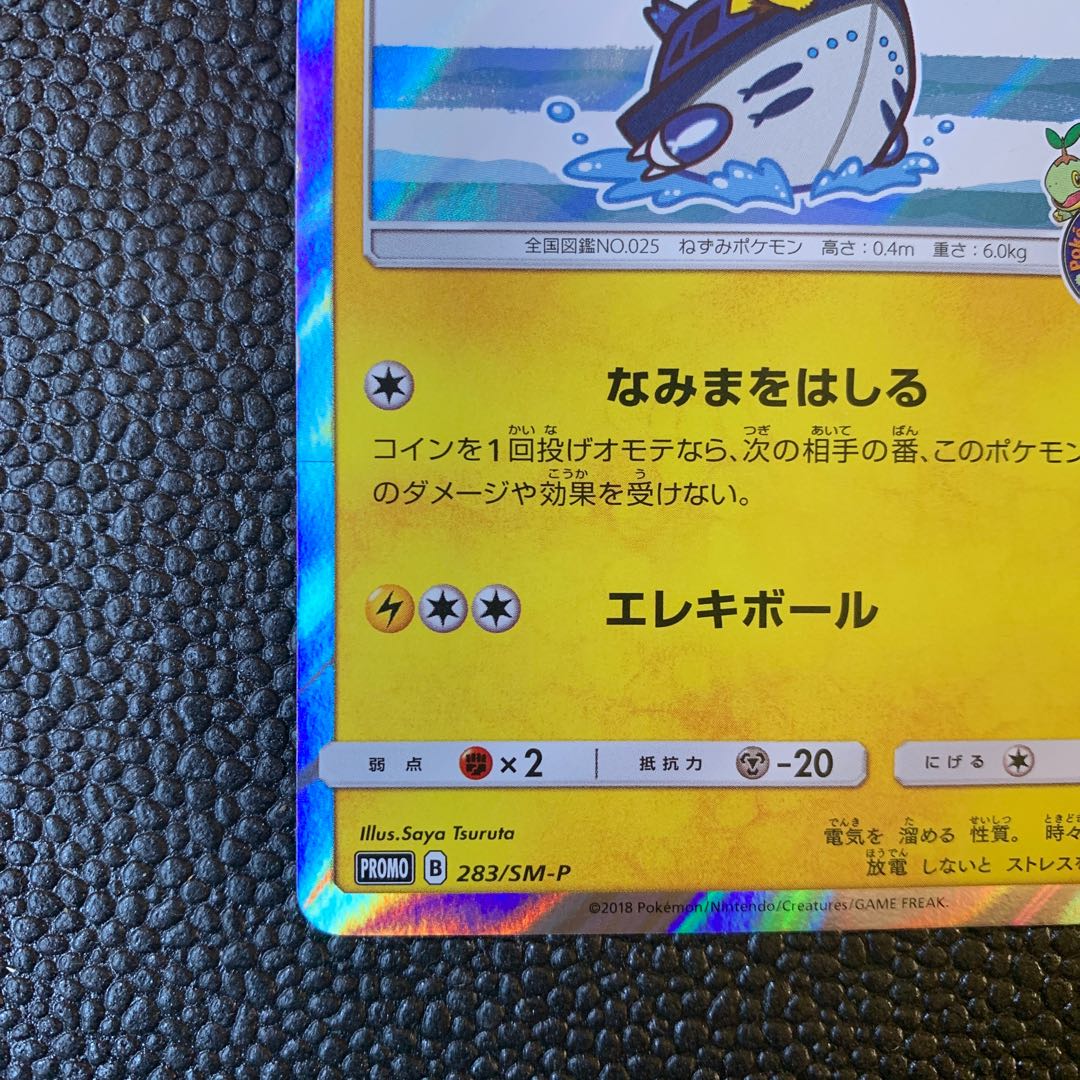 全国図鑑NO.025 ねずみポケモン 高さ:0.4m 重さ:6.0kg
Poké
なみまをはしる
コインを1回投げオモテなら、次の相手の番、このポケモン
のダメージや効果を受けない。
エレキボール
弱点 ×2 抵抗力 -20 にげる
Illus.Saya Tsuruta
電気を 溜める 性質。 時々
放電 しないと ストレスを
PROMO B 283/SM-P
©2018 Pokémon/Nintendo/Creatures/GAME FREAK.